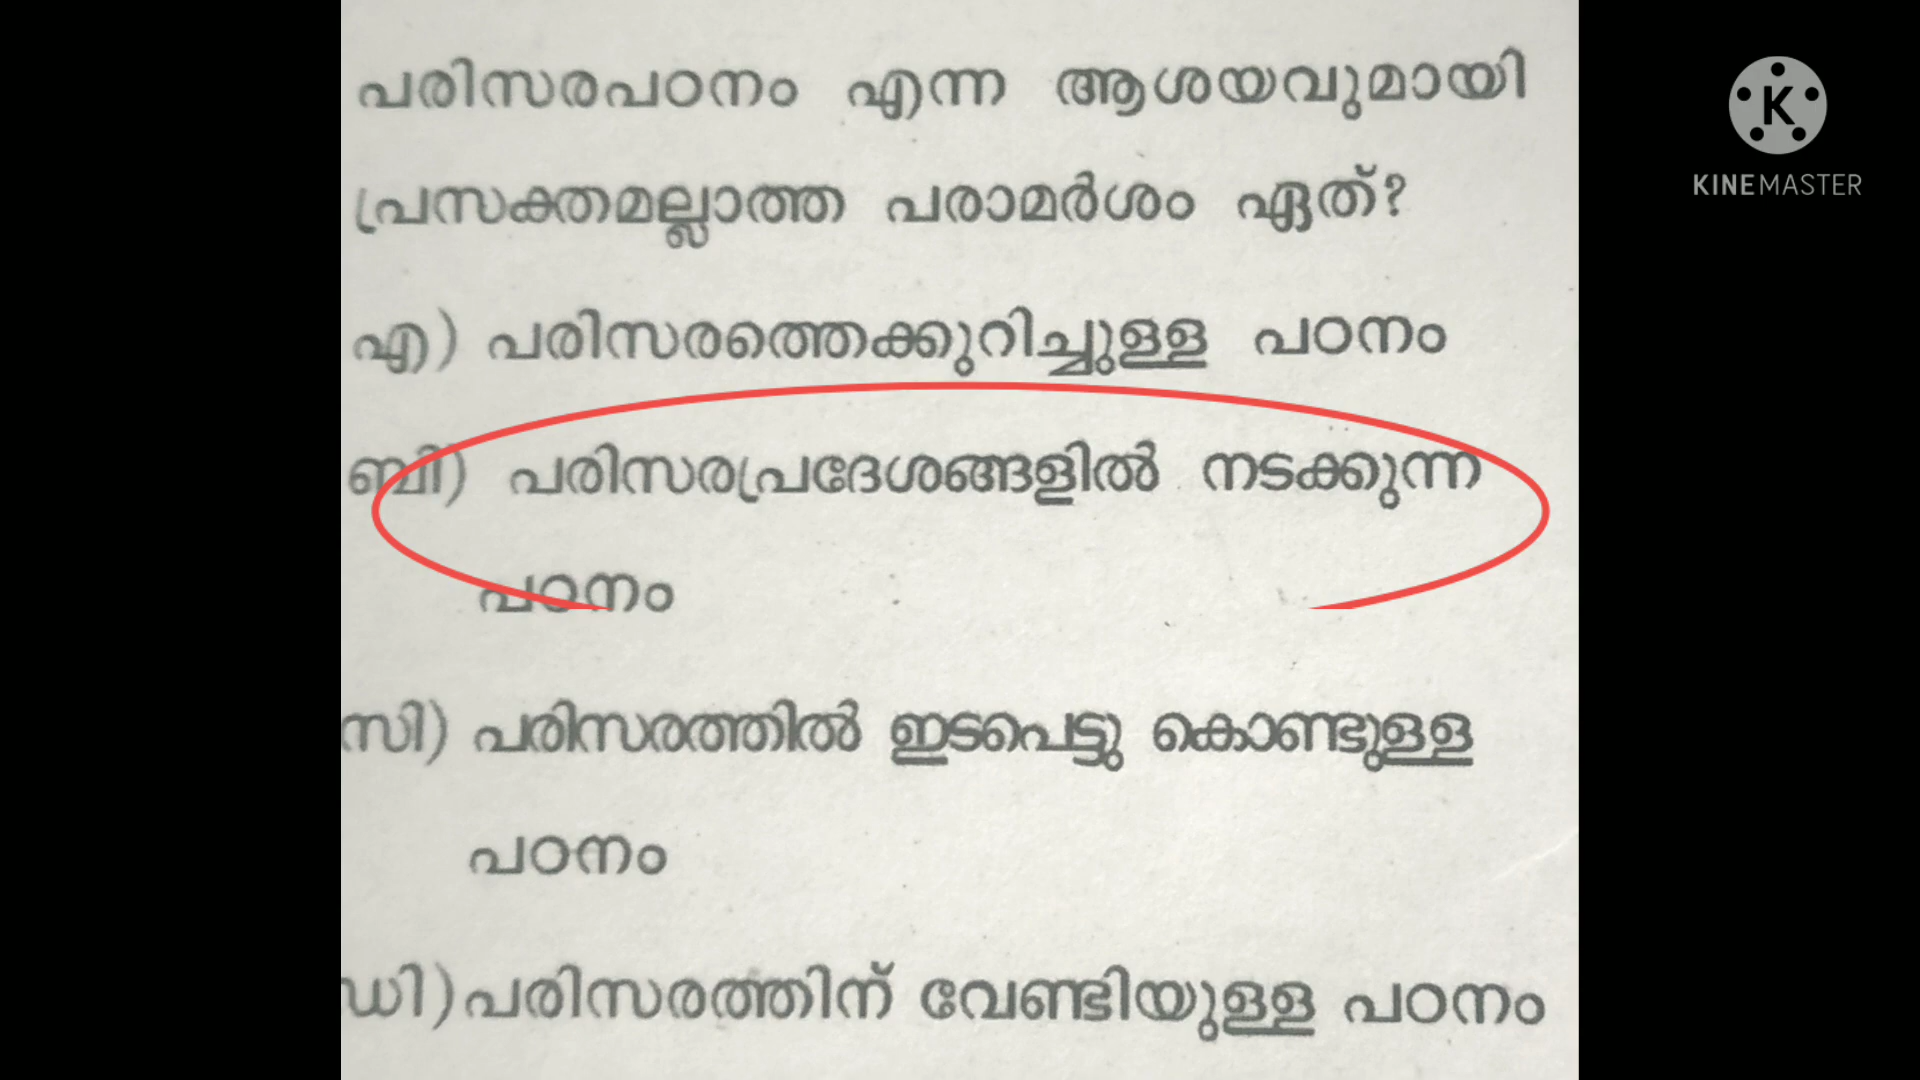 പരിസരപഠനം എന്ന ആശയവുമായി
പ്രസക്തമല്ലാത്ത പരാമർശം ഏത്?
എ) പരിസരത്തെക്കുറിച്ചുള്ള പഠനം
ബി) പരിസരപ്രദേശങ്ങളിൽ നടക്കുന്ന
പഠനം
സി) പരിസരത്തിൽ ഇടപെട്ടു കൊണ്ടുള്ള
പഠനം
ഡി) പരിസരത്തിന് വേണ്ടിയുള്ള പഠനം
K
KINEMASTER